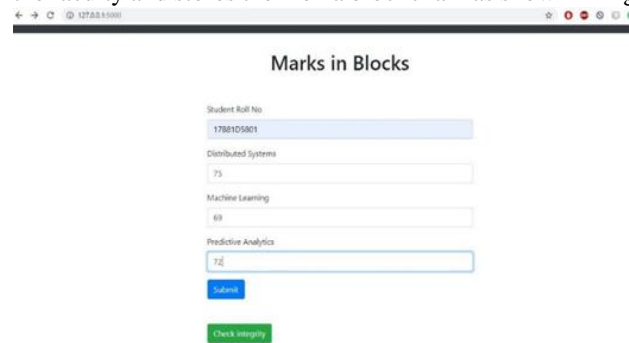 127.0.0.1:5000
Marks in Blocks
Student Roll No
17881D5801
Distributed Systems
75
Machine Learning
69
Predictive Analytics
72
Submit
Check integrity